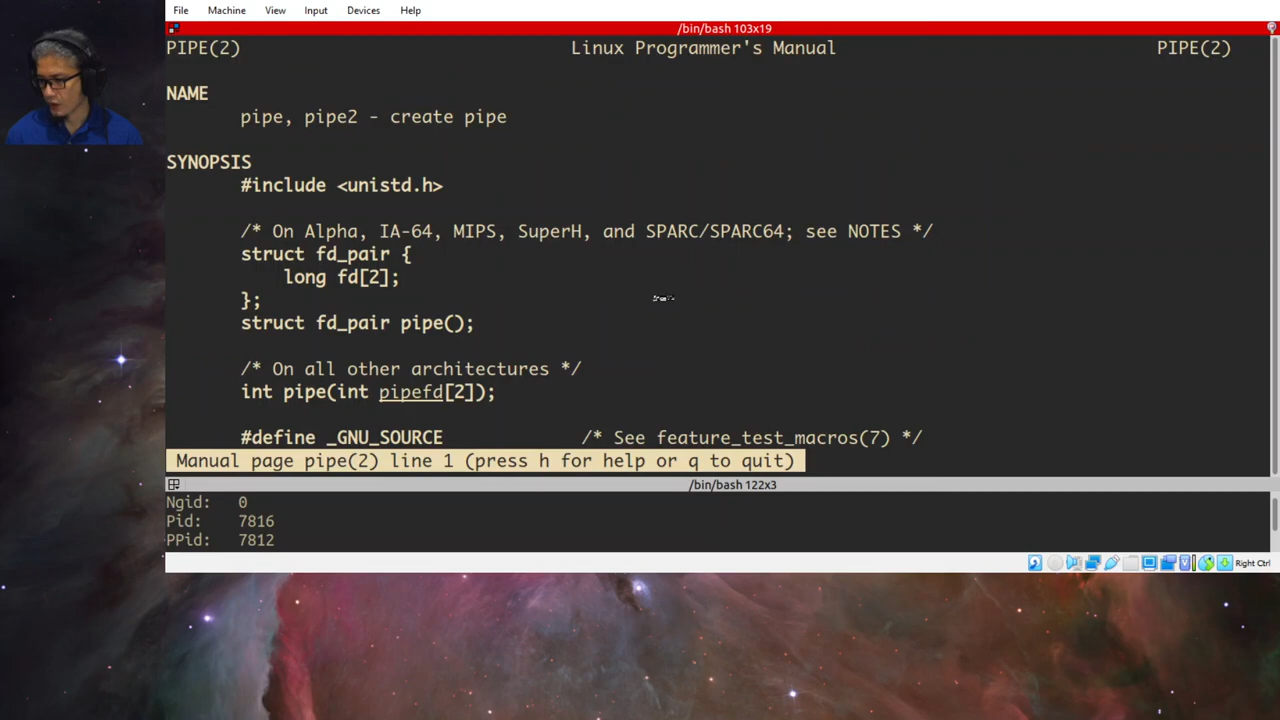 File Machine View Input Devices Help
/bin/bash 103x19
PIPE(2) Linux Programmer's Manual PIPE(2)
NAME
pipe, pipe2 - create pipe
SYNOPSIS
#include <unistd.h>
/* On Alpha, IA-64, MIPS, SuperH, and SPARC/SPARC64; see NOTES */
struct fd_pair {
long fd[2];
};
struct fd_pair pipe();
/* On all other architectures */
int pipe(int pipefd[2]);
#define _GNU_SOURCE /* See feature_test_macros(7) */
Manual page pipe(2) line 1 (press h for help or q to quit)
/bin/bash 122x3
Ngid: 0
Pid: 7816
PPid: 7812
Right Ctrl